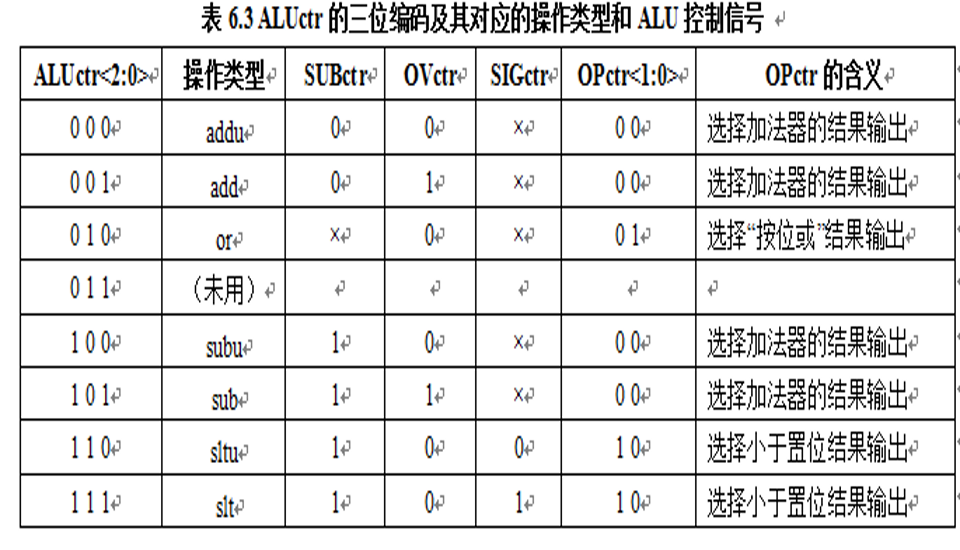 表 6.3 ALUctr 的三位编码及其对应的操作类型和 ALU 控制信号 ↵
ALUctr<2:0>↵ 操作类型↵ SUBctr↵ OVctr↵ SIGctr↵ OPctr<1:0>↵ OPctr 的含义↵
0 0 0↵ addu↵ 0↵ 0↵ ×↵ 0 0↵ 选择加法器的结果输出↵
0 0 1↵ add↵ 0↵ 1↵ ×↵ 0 0↵ 选择加法器的结果输出↵
0 1 0↵ or↵ ×↵ 0↵ ×↵ 0 1↵ 选择“按位或”结果输出↵
0 1 1↵ （未用）↵ ↵ ↵ ↵ ↵ ↵
1 0 0↵ subu↵ 1↵ 0↵ ×↵ 0 0↵ 选择加法器的结果输出↵
1 0 1↵ sub↵ 1↵ 1↵ ×↵ 0 0↵ 选择加法器的结果输出↵
1 1 0↵ sltu↵ 1↵ 0↵ 0↵ 1 0↵ 选择小于置位结果输出↵
1 1 1↵ slt↵ 1↵ 0↵ 1↵ 1 0↵ 选择小于置位结果输出↵